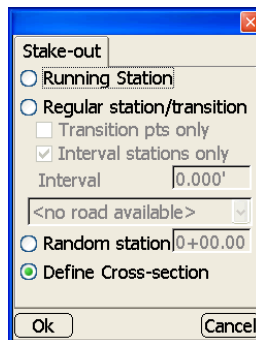 Stake-out
Running Station
Regular station/transition
Transition pts only
Interval stations only
Interval 0.000'
<no road available>
Random station 0+00.00
Define Cross-section
Ok Cancel